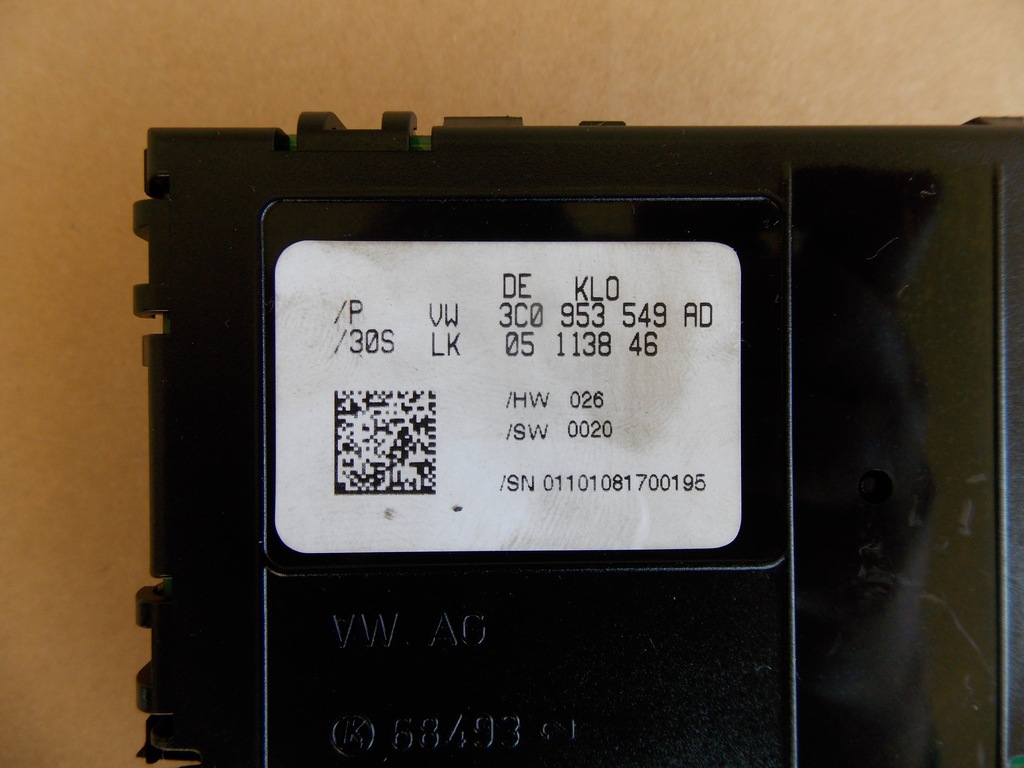 DE KLO
/P VW 3C0 953 549 AD
/30S LK 05 1138 46
/HW 026
/SW 0020
/SN 01101081700195
VW. AG
K 68493